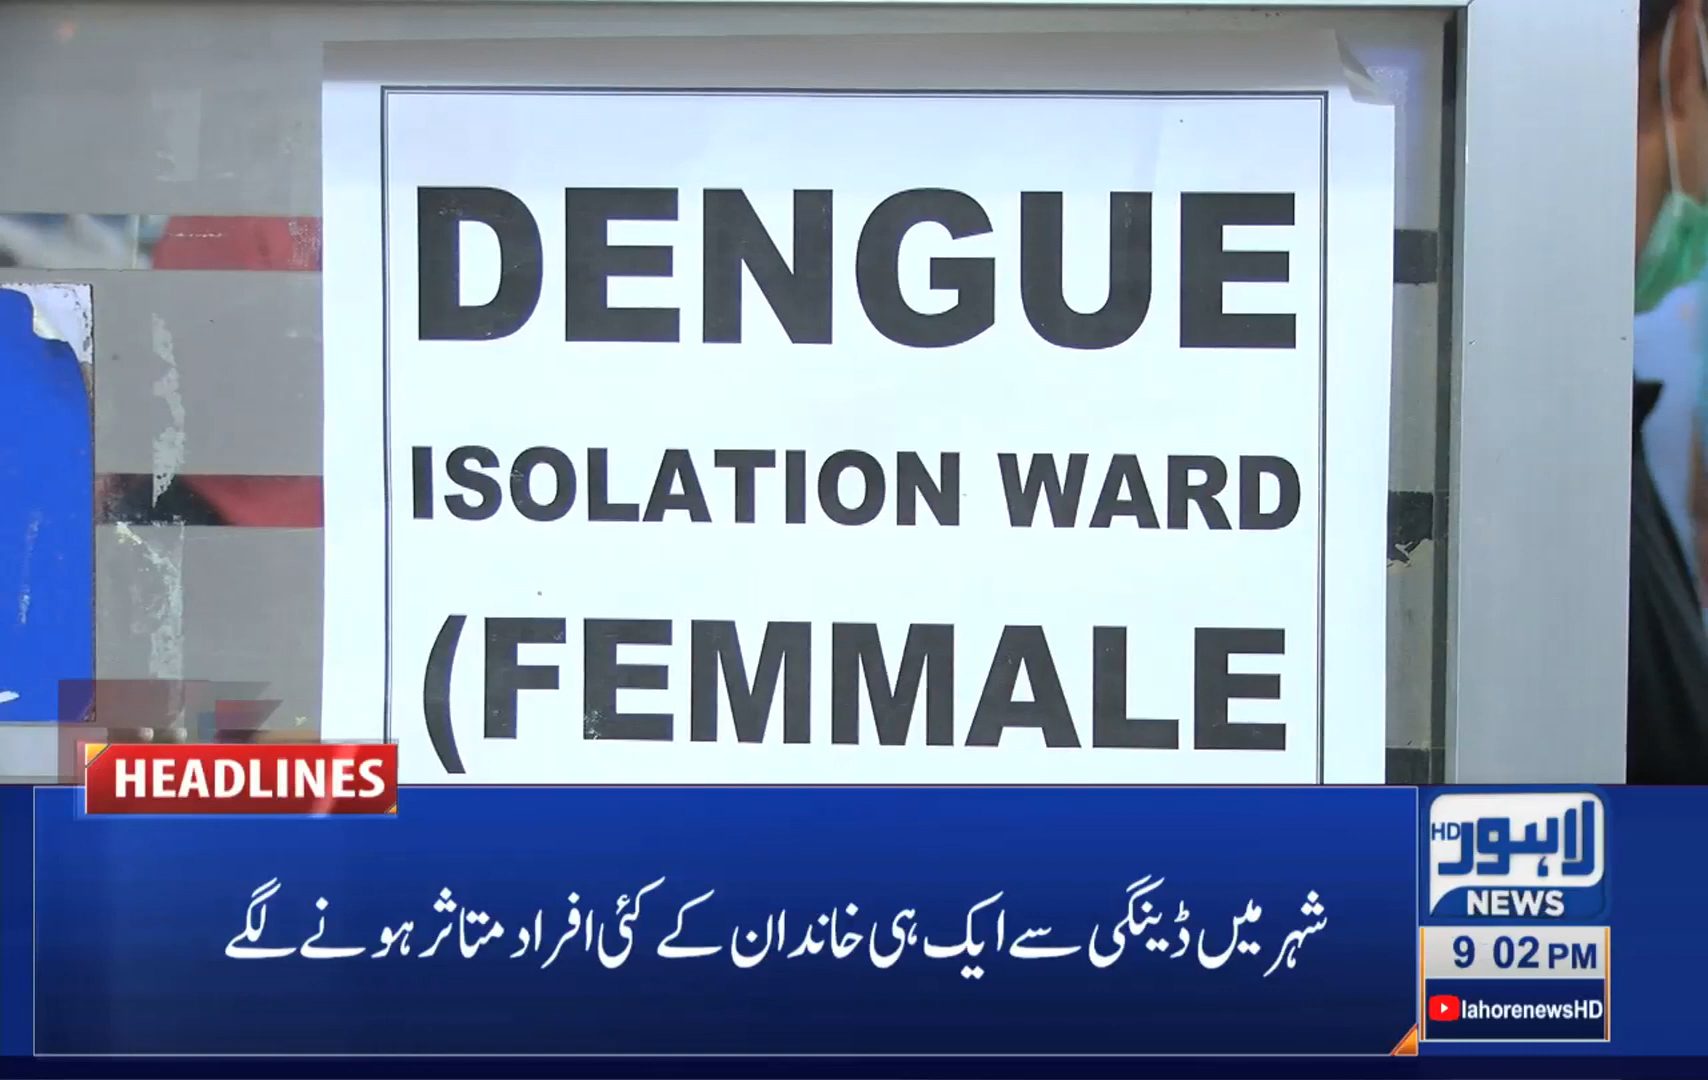 DENGUE
ISOLATION WARD
(FEMMALE
HEADLINES
شہر میں ڈینگی سے ایک ہی خاندان کے کئی افراد متاثر ہونے لگے
لاہور HD
NEWS
9 02 PM
lahorenewsHD